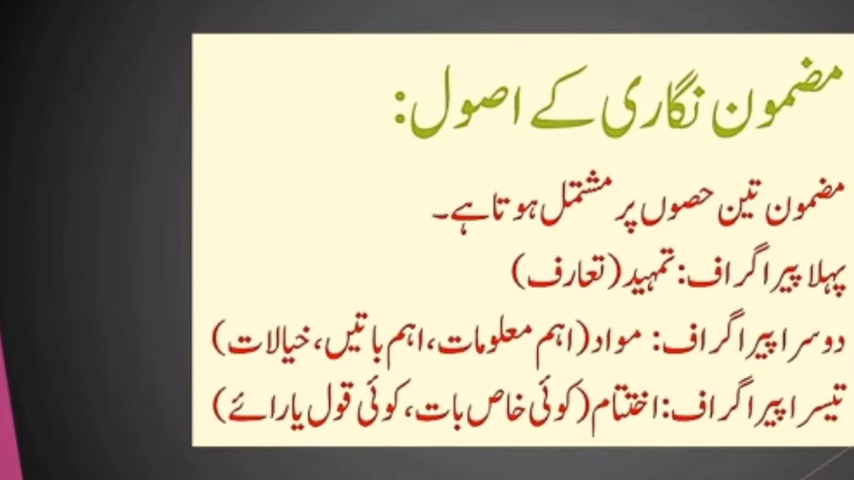 مضمون نگاری کے اصول:
مضمون تین حصوں پر مشتمل ہوتا ہے۔
پہلا پیراگراف: تمہید (تعارف)
دوسرا پیراگراف: مواد (اہم معلومات، اہم باتیں، خیالات)
تیسرا پیراگراف: اختتام (کوئی خاص بات، کوئی قول یا رائے)